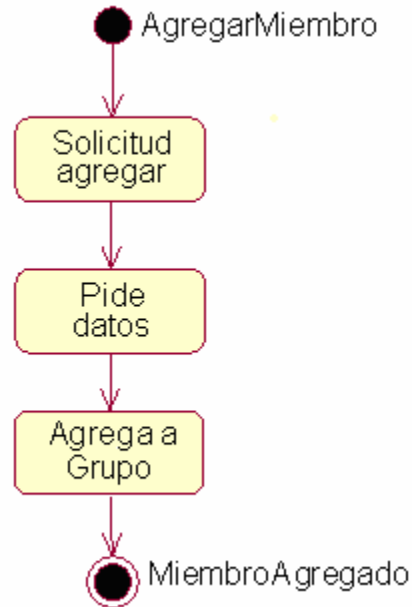 AgregarMiembro
Solicitud
agregar
Pide
datos
Agrega a
Grupo
MiembroAgregado